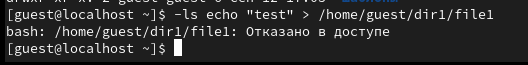 [guest@localhost ~]$ -ls echo "test" > /home/guest/dir1/file1
bash: /home/guest/dir1/file1: Отказано в доступе
[guest@localhost ~]$